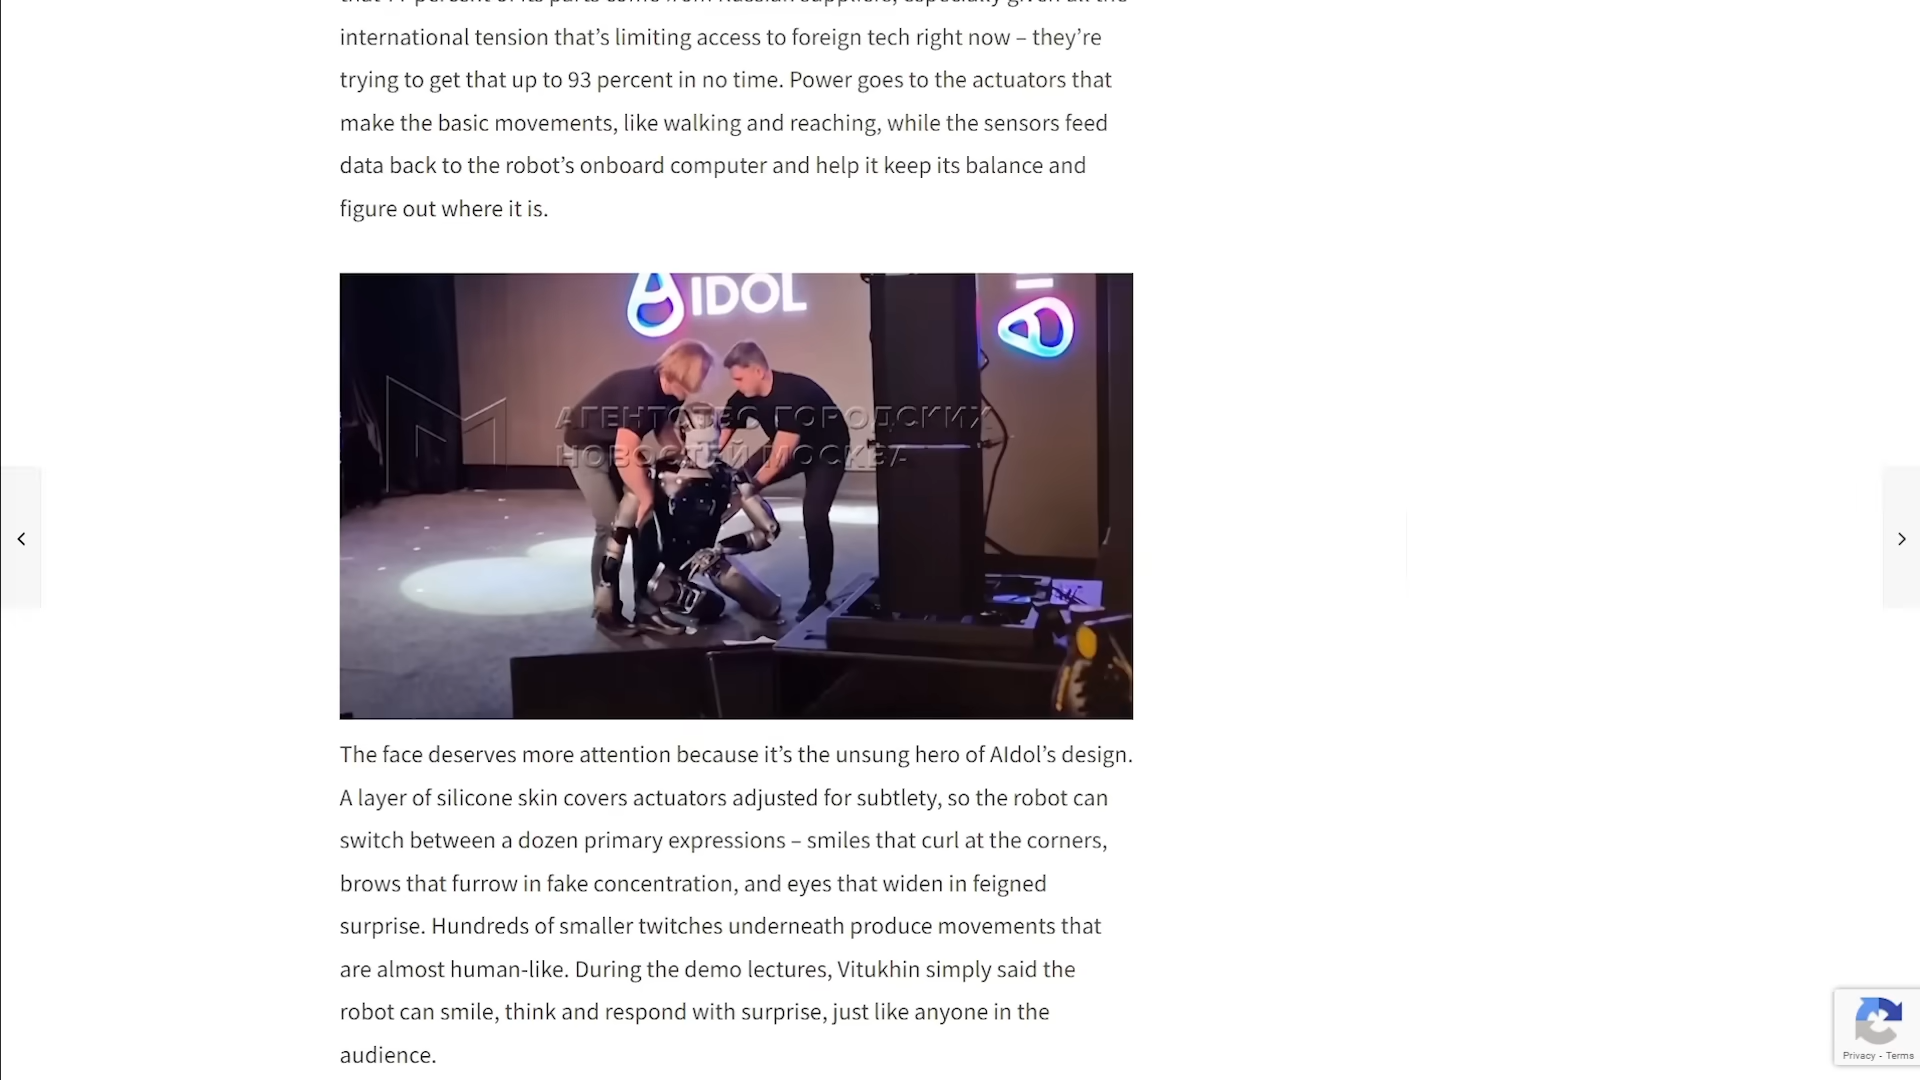 international tension that’s limiting access to foreign tech right now – they’re
trying to get that up to 93 percent in no time. Power goes to the actuators that
make the basic movements, like walking and reaching, while the sensors feed
data back to the robot’s onboard computer and help it keep its balance and
figure out where it is.
AIDOL
АГЕНТСТВО ГОРОДСКИХ
НОВОСТЕЙ МОСКВА
The face deserves more attention because it’s the unsung hero of AIdol’s design.
A layer of silicone skin covers actuators adjusted for subtlety, so the robot can
switch between a dozen primary expressions – smiles that curl at the corners,
brows that furrow in fake concentration, and eyes that widen in feigned
surprise. Hundreds of smaller twitches underneath produce movements that
are almost human-like. During the demo lectures, Vitukhin simply said the
robot can smile, think and respond with surprise, just like anyone in the
audience.
Privacy - Terms